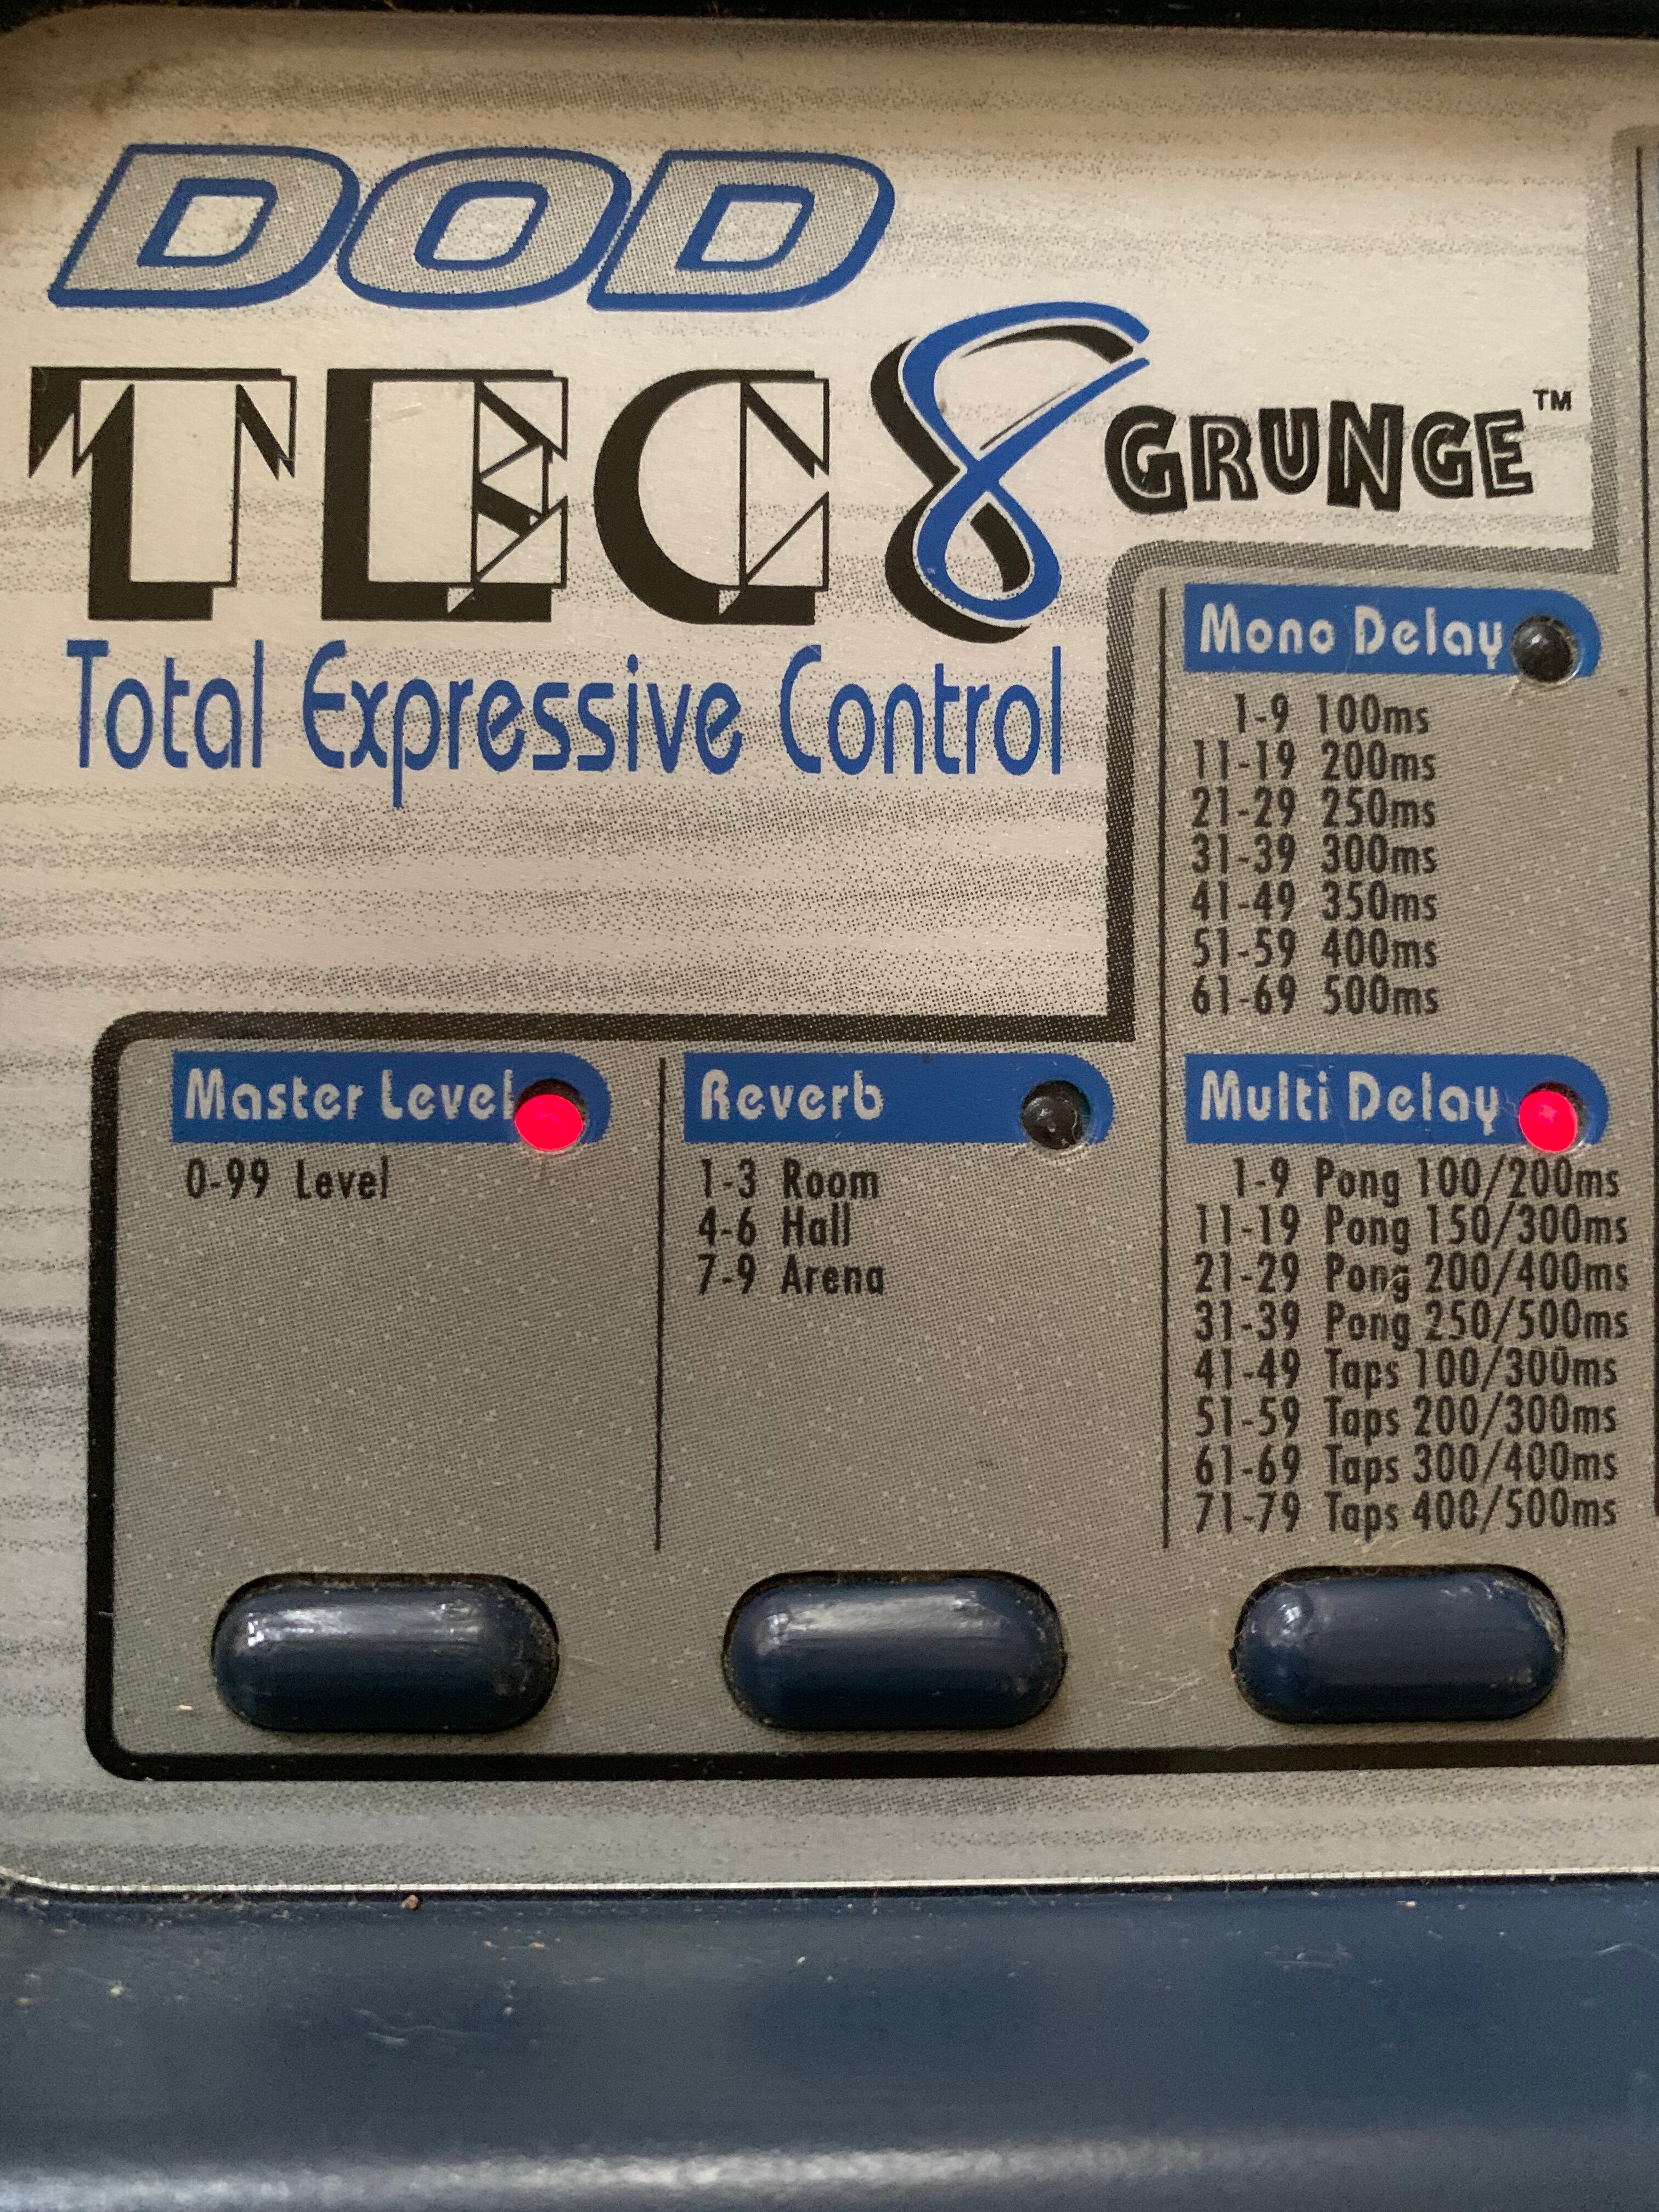 DOD
TEC 8 GRUNGE™
Total Expressive Control
Mono Delay
1-9 100ms
11-19 200ms
21-29 250ms
31-39 300ms
41-49 350ms
51-59 400ms
61-69 500ms
Master Level
0-99 Level
Reverb
1-3 Room
4-6 Hall
7-9 Arena
Multi Delay
1-9 Pong 100/200ms
11-19 Pong 150/300ms
21-29 Pong 200/400ms
31-39 Pong 250/500ms
41-49 Taps 100/300ms
51-59 Taps 200/300ms
61-69 Taps 300/400ms
71-79 Taps 400/500ms